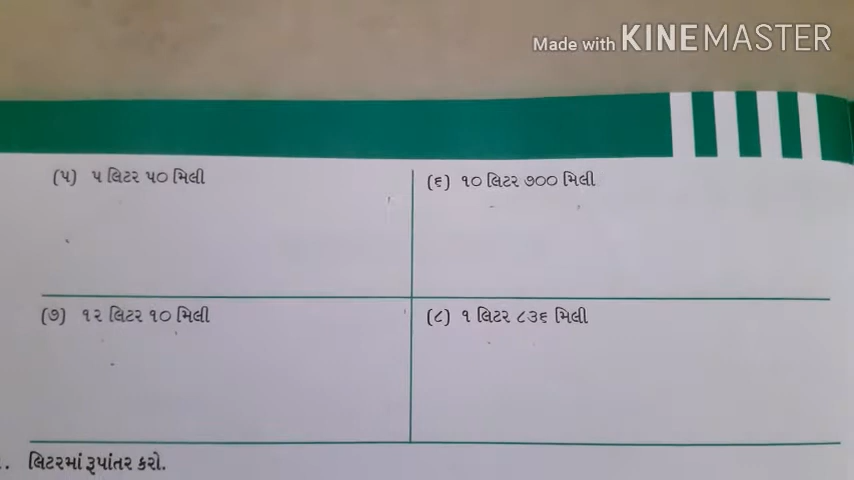 Made with KINEMASTER
(૫) ૫ લિટર ૫૦ મિલી
(૬) ૧૦ લિટર ૭૦૦ મિલી
(૭) ૧૨ લિટર ૧૦ મિલી
(૮) ૧ લિટર ૮૩૬ મિલી
લિટરમાં રૂપાંતર કરો.